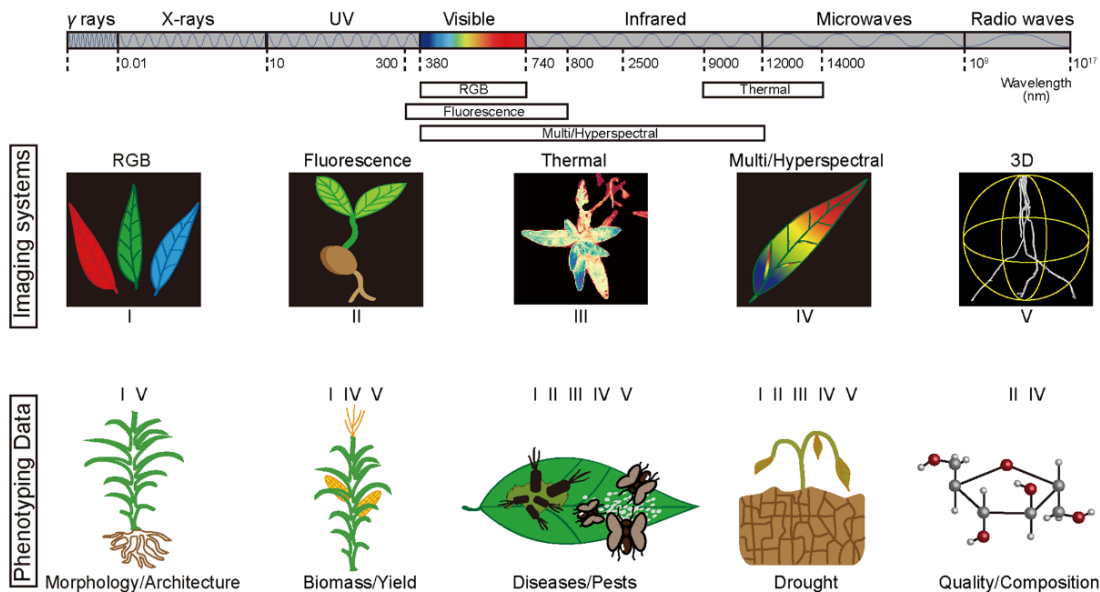 γ rays X-rays UV Visible Infrared Microwaves Radio waves
0.01 10 300 380 740 800 2500 9000 12000 14000 10⁹ 10¹⁷
Wavelength
(nm)
RGB Thermal
Fluorescence
Multi/Hyperspectral
Imaging systems
RGB Fluorescence Thermal Multi/Hyperspectral 3D
I II III IV V
Phenotyping Data
I V I IV V I II III IV V I II III IV V II IV
Morphology/Architecture Biomass/Yield Diseases/Pests Drought Quality/Composition